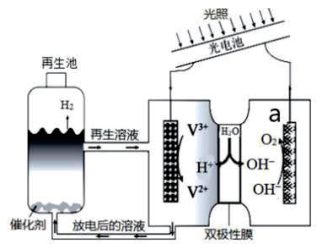 光照
光电池
再生池
H₂
再生溶液
催化剂
放电后的溶液
V³⁺
V²⁺
H₂O
H⁺
OH⁻
a
O₂
OH⁻
双极性膜